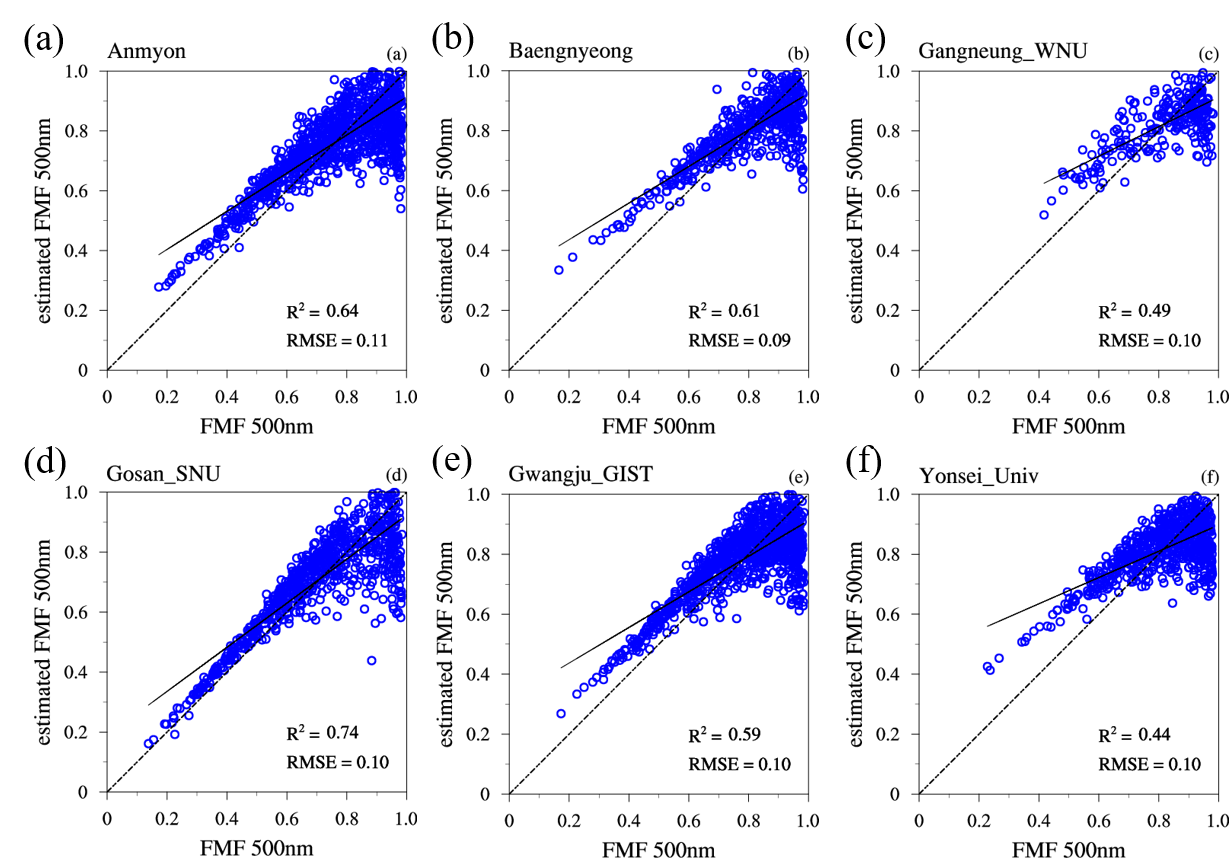 (a) (b) (c)
Anmyon (a)
1.0
0.8
0.6
0.4
0.2
0
estimated FMF 500nm
R² = 0.64
RMSE = 0.11
0 0.2 0.4 0.6 0.8 1.0
FMF 500nm
Baengnyeong (b)
1.0
0.8
0.6
0.4
0.2
0
estimated FMF 500nm
R² = 0.61
RMSE = 0.09
0 0.2 0.4 0.6 0.8 1.0
FMF 500nm
Gangneung_WNU (c)
1.0
0.8
0.6
0.4
0.2
0
estimated FMF 500nm
R² = 0.49
RMSE = 0.10
0 0.2 0.4 0.6 0.8 1.0
FMF 500nm
(d) (e) (f)
Gosan_SNU (d)
1.0
0.8
0.6
0.4
0.2
0
estimated FMF 500nm
R² = 0.74
RMSE = 0.10
0 0.2 0.4 0.6 0.8 1.0
FMF 500nm
Gwangju_GIST (e)
1.0
0.8
0.6
0.4
0.2
0
estimated FMF 500nm
R² = 0.59
RMSE = 0.10
0 0.2 0.4 0.6 0.8 1.0
FMF 500nm
Yonsei_Univ (f)
1.0
0.8
0.6
0.4
0.2
0
estimated FMF 500nm
R² = 0.44
RMSE = 0.10
0 0.2 0.4 0.6 0.8 1.0
FMF 500nm